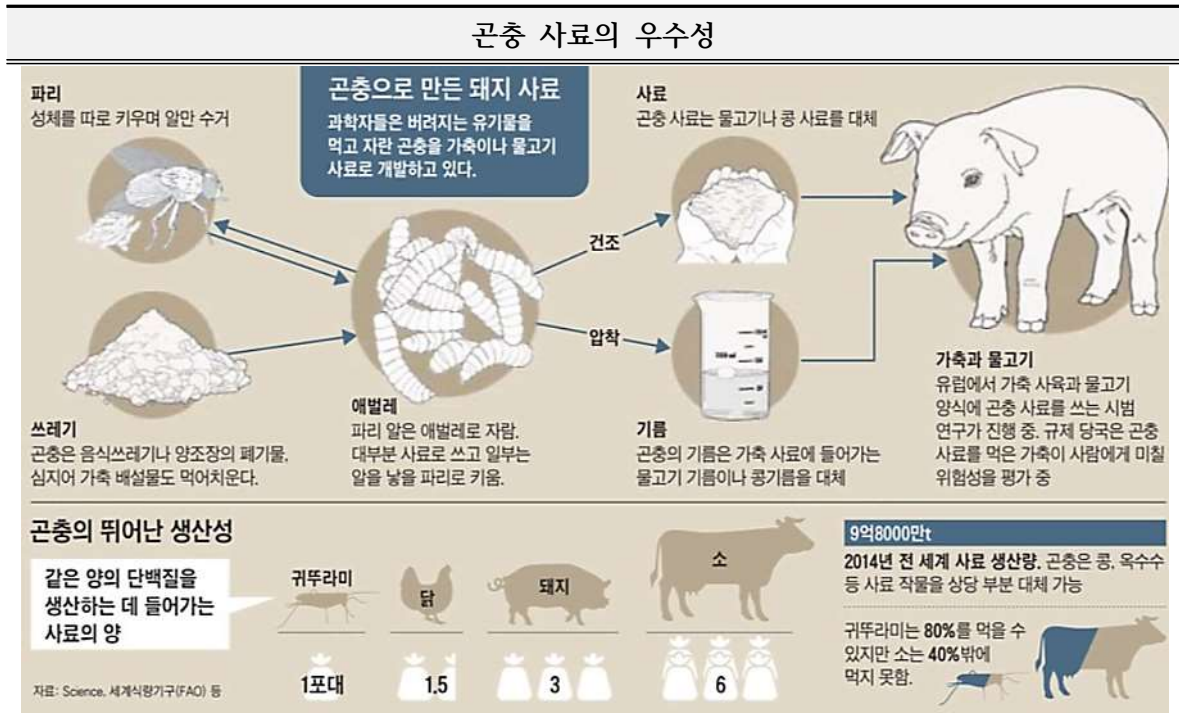 곤충 사료의 우수성
파리
성체를 따로 키우며 알만 수거
곤충으로 만든 돼지 사료
과학자들은 버려지는 유기물을
먹고 자란 곤충을 가축이나 물고기
사료로 개발하고 있다.
사료
곤충 사료는 물고기나 콩 사료를 대체
건조
압착
쓰레기
곤충은 음식쓰레기나 양조장의 폐기물,
심지어 가축 배설물도 먹어치운다.
애벌레
파리 알은 애벌레로 자람.
대부분 사료로 쓰고 일부는
알을 낳을 파리로 키움.
기름
곤충의 기름은 가축 사료에 들어가는
물고기 기름이나 콩기름을 대체
가축과 물고기
유럽에서 가축 사육과 물고기
양식에 곤충 사료를 쓰는 시범
연구가 진행 중. 규제 당국은 곤충
사료를 먹은 가축이 사람에게 미칠
위험성을 평가 중
곤충의 뛰어난 생산성
같은 양의 단백질을
생산하는 데 들어가는
사료의 양
귀뚜라미
닭
돼지
소
1포대
1.5
3
6
자료: Science, 세계식량기구(FAO) 등
9억8000만t
2014년 전 세계 사료 생산량. 곤충은 콩, 옥수수
등 사료 작물을 상당 부분 대체 가능
귀뚜라미는 80%를 먹을 수
있지만 소는 40%밖에
먹지 못함.